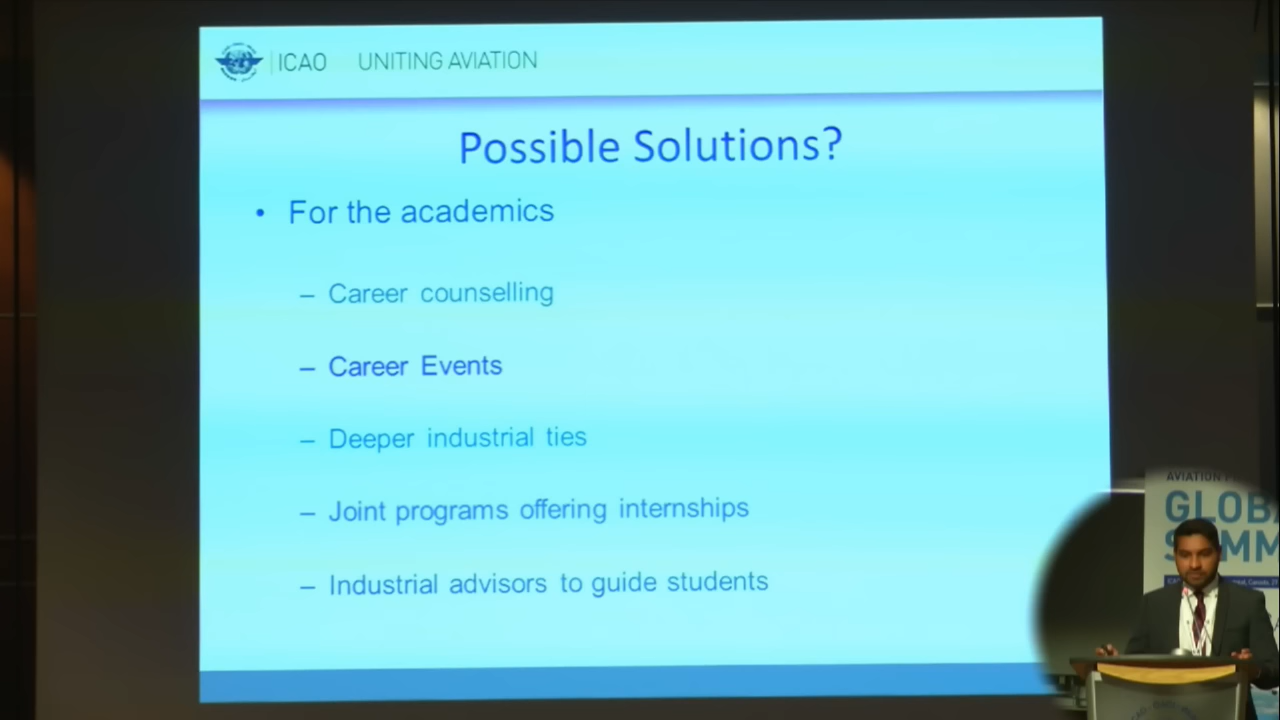 ICAO UNITING AVIATION
Possible Solutions?
• For the academics
– Career counselling
– Career Events
– Deeper industrial ties
– Joint programs offering internships
– Industrial advisors to guide students
AVIATION
GLOB